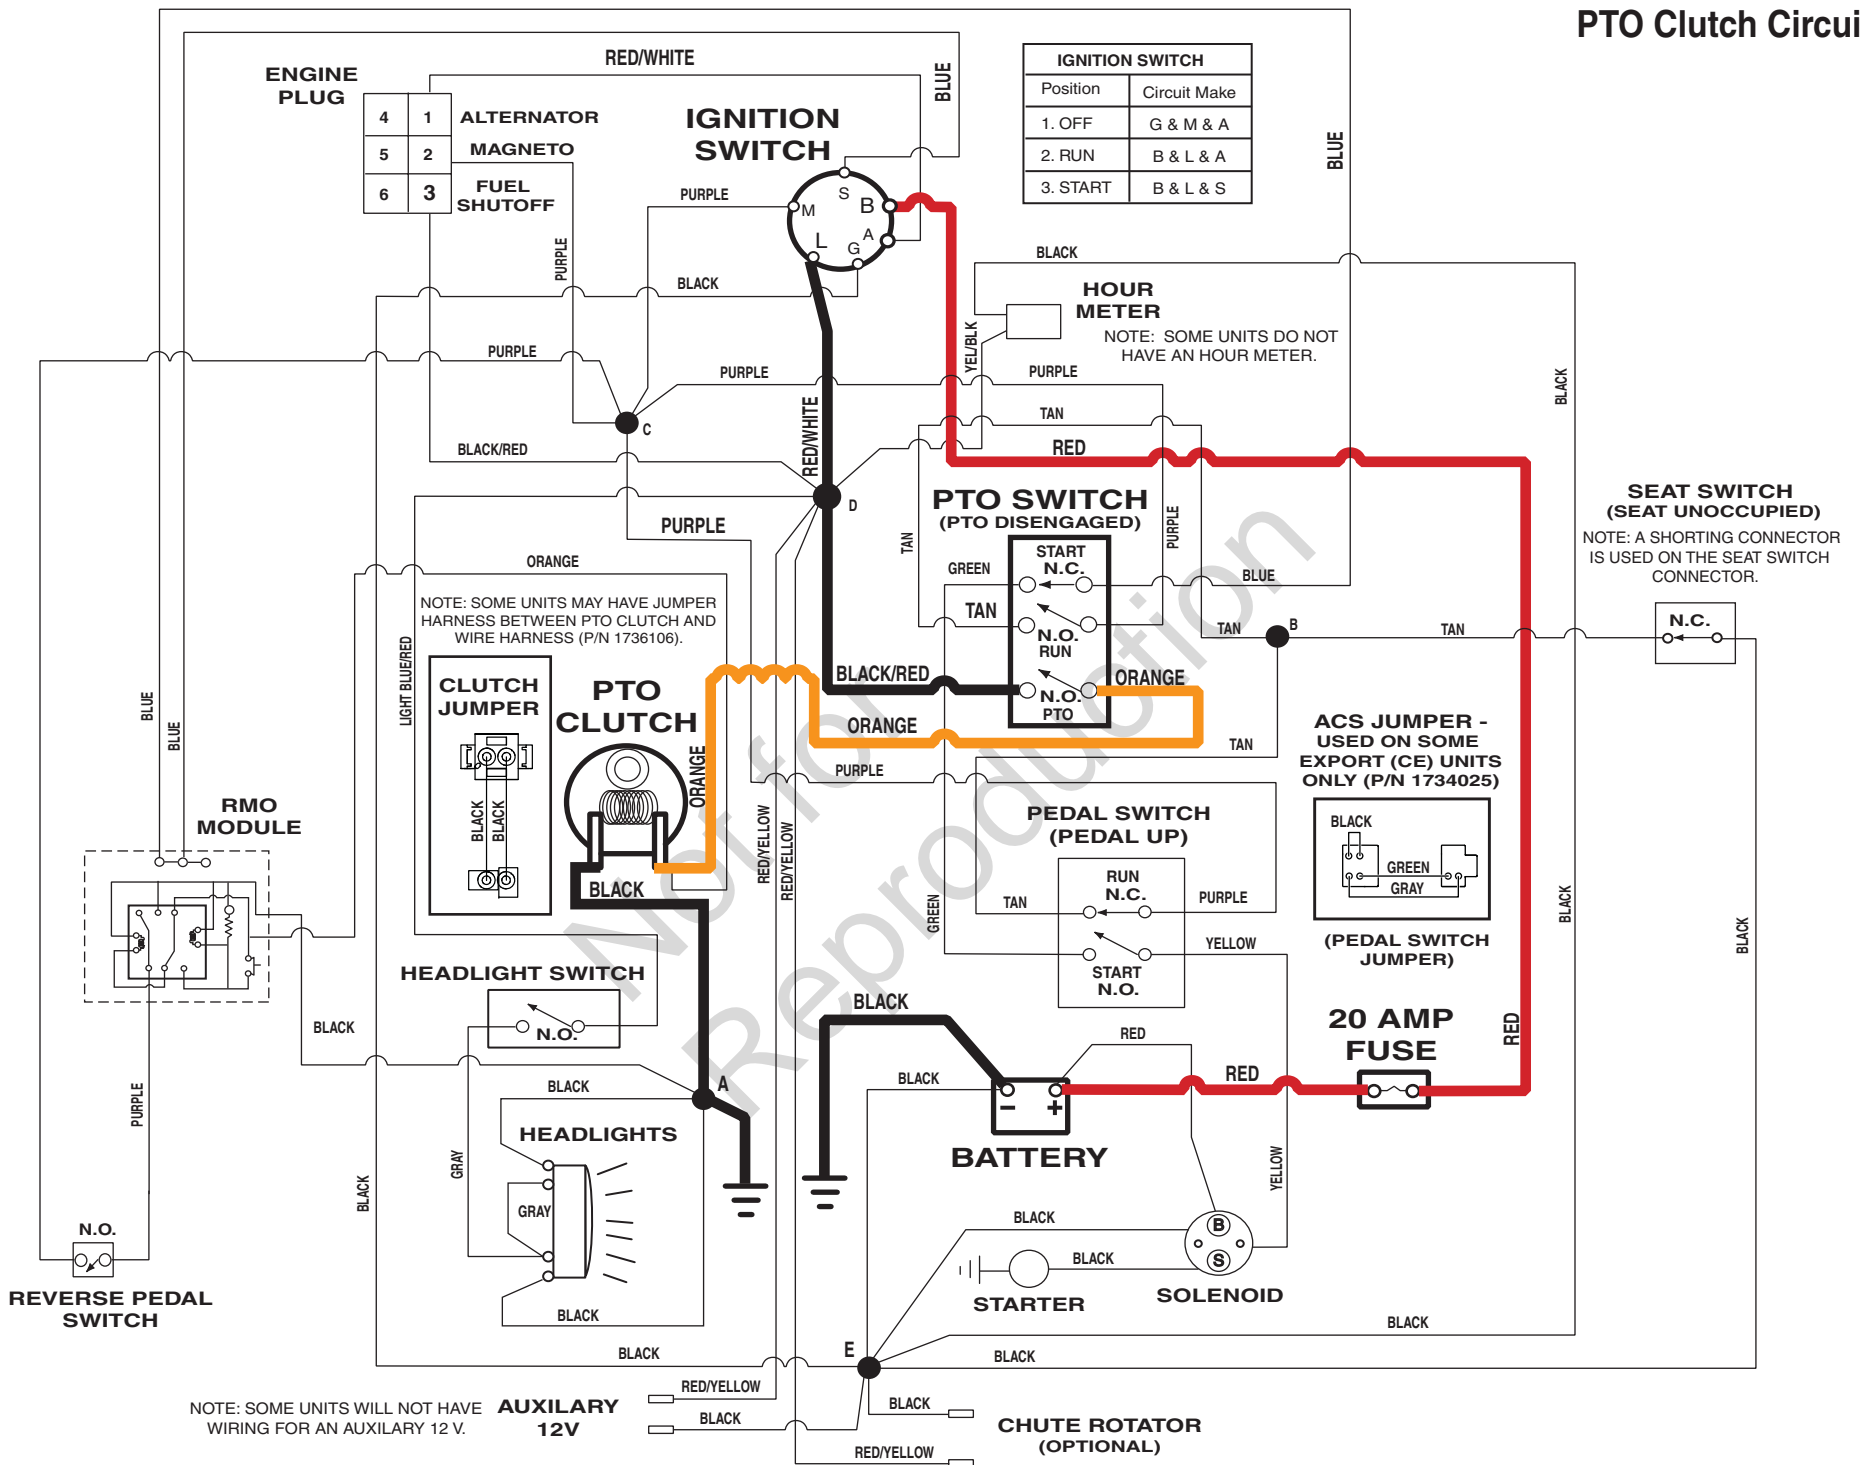 PTO Clutch Circui
RED/WHITE
BLUE
ENGINE
PLUG
4
1
ALTERNATOR
5
2
MAGNETO
6
3
FUEL
SHUTOFF
IGNITION
SWITCH
IGNITION SWITCH
Position
Circuit Make
1. OFF
G & M & A
2. RUN
B & L & A
3. START
B & L & S
BLUE
PURPLE
S
M
B
L
A
G
PURPLE
BLACK
BLACK
HOUR
METER
YEL/BLK
NOTE: SOME UNITS DO NOT
HAVE AN HOUR METER.
PURPLE
PURPLE
PURPLE
BLACK
C
TAN
BLACK/RED
RED/WHITE
RED
D
PURPLE
PTO SWITCH
(PTO DISENGAGED)
SEAT SWITCH
(SEAT UNOCCUPIED)
NOTE: A SHORTING CONNECTOR
IS USED ON THE SEAT SWITCH
CONNECTOR.
TAN
PURPLE
ORANGE
START
N.C.
GREEN
BLUE
NOTE: SOME UNITS MAY HAVE JUMPER
HARNESS BETWEEN PTO CLUTCH AND
WIRE HARNESS (P/N 1736106).
TAN
N.O.
RUN
TAN
B
TAN
N.C.
LIGHT BLUE/RED
CLUTCH
JUMPER
PTO
CLUTCH
BLACK/RED
N.O.
PTO
ORANGE
ORANGE
BLUE
BLUE
TAN
ACS JUMPER -
USED ON SOME
EXPORT (CE) UNITS
ONLY (P/N 1734025)
ORANGE
PURPLE
RMO
MODULE
BLACK
BLACK
RED/YELLOW
RED/YELLOW
PEDAL SWITCH
(PEDAL UP)
BLACK
GREEN
GRAY
BLACK
RUN
N.C.
TAN
PURPLE
GREEN
BLACK
BLACK
(PEDAL SWITCH
JUMPER)
YELLOW
START
N.O.
HEADLIGHT SWITCH
N.O.
BLACK
BLACK
RED
20 AMP
FUSE
RED
RED
BLACK
A
BLACK
PURPLE
HEADLIGHTS
−
+
BATTERY
GRAY
BLACK
GRAY
YELLOW
N.O.
BLACK
B
S
BLACK
REVERSE PEDAL
SWITCH
STARTER
SOLENOID
BLACK
BLACK
BLACK
E
BLACK
RED/YELLOW
NOTE: SOME UNITS WILL NOT HAVE
WIRING FOR AN AUXILARY 12 V.
AUXILARY
12V
BLACK
BLACK
CHUTE ROTATOR
(OPTIONAL)
RED/YELLOW
Not for
Reproduction